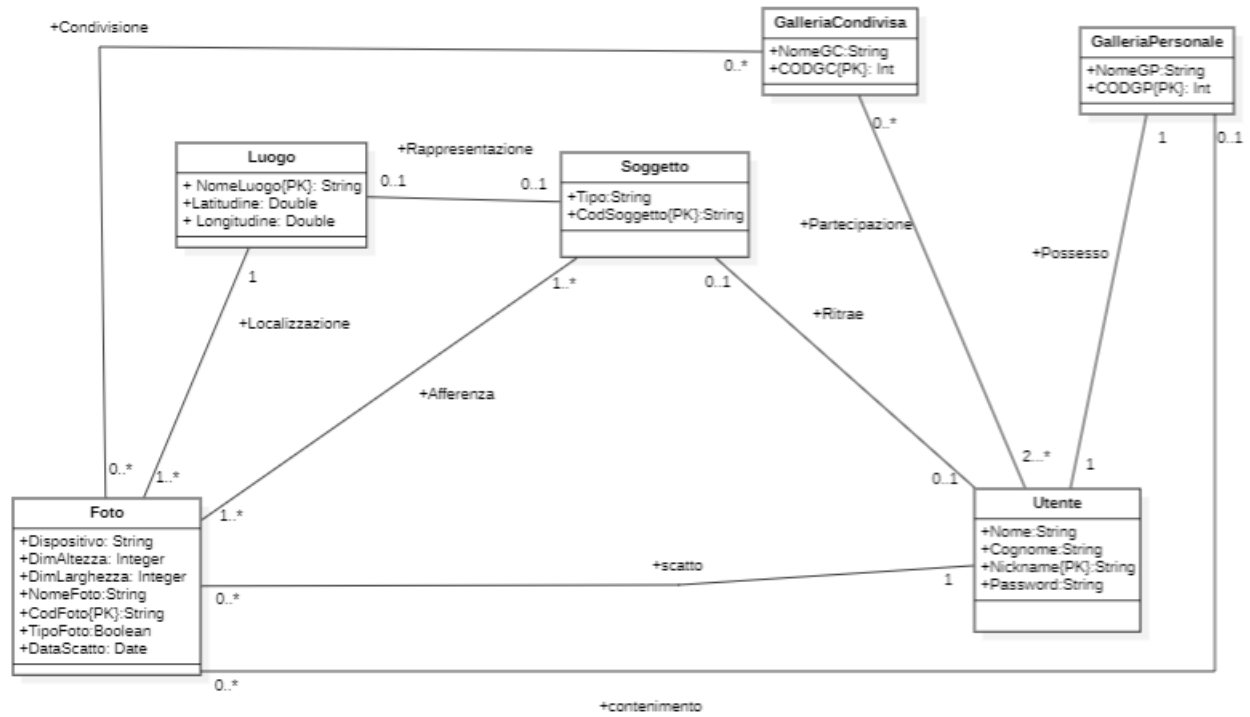 +Condivisione
GalleriaCondivisa
+NomeGC:String
+CODGC{PK}: Int
0..*
GalleriaPersonale
+NomeGP:String
+CODGP{PK}: Int
0..*
1
0..1
Luogo
+ NomeLuogo{PK}: String
+Latitudine: Double
+ Longitudine: Double
+Rappresentazione
0..1
0..1
Soggetto
+Tipo:String
+CodSoggetto{PK}:String
+Partecipazione
+Possesso
1
1..*
0..1
+Localizzazione
+Ritrae
+Afferenza
0..*
1..*
1..*
0..1
2...*
1
Foto
+Dispositivo: String
+DimAltezza: Integer
+DimLarghezza: Integer
+NomeFoto:String
+CodFoto{PK}:String
+TipoFoto:Boolean
+DataScatto: Date
Utente
+Nome:String
+Cognome:String
+Nickname{PK}:String
+Password:String
+scatto
0..*
1
0..*
+contenimento